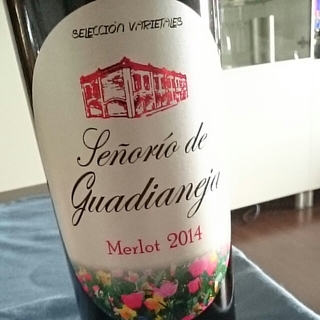 SELECCIÓN VARIETALES
Señorío de
Guadianeja
Merlot 2014